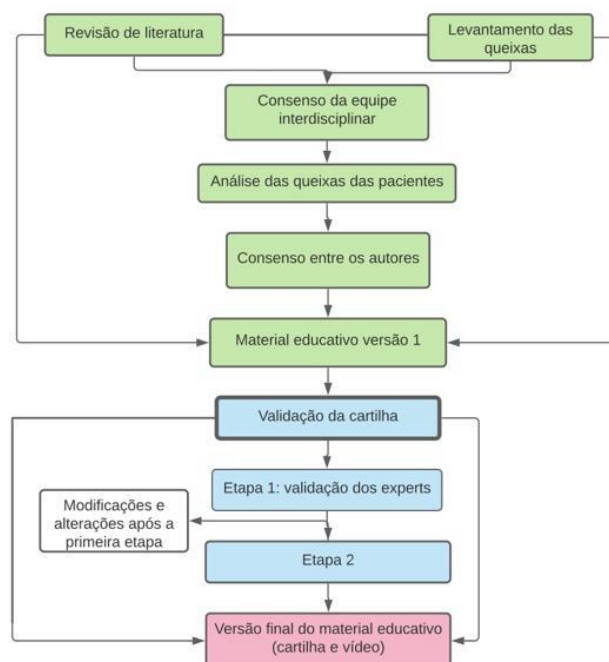 Revisão de literatura
Levantamento das
queixas
Consenso da equipe
interdisciplinar
Análise das queixas das pacientes
Consenso entre os autores
Material educativo versão 1
Validação da cartilha
Etapa 1: validação dos experts
Modificações e
alterações após a
primeira etapa
Etapa 2
Versão final do material educativo
(cartilha e vídeo)